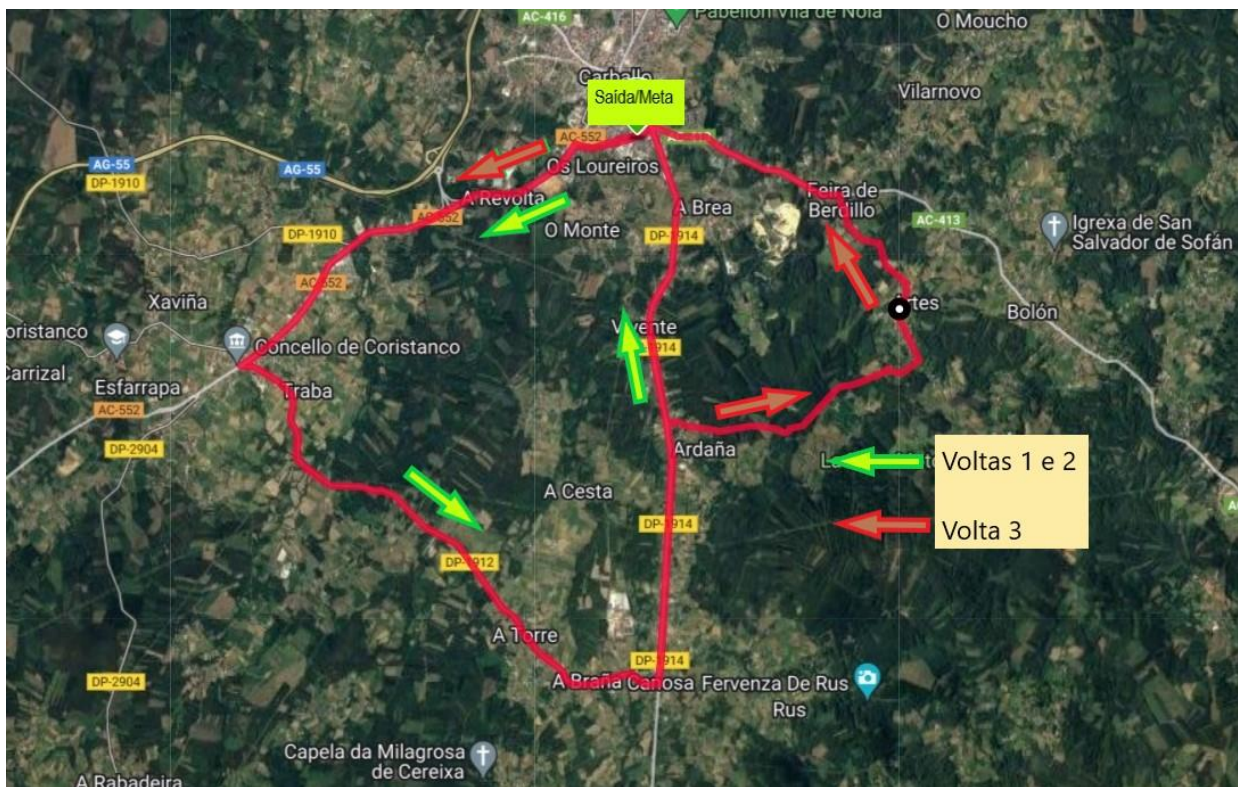 AC-416
Pabellón Vila de Noia
O Moucho
Carballo
Saída/Meta
Vilarnovo
AC-552
Os Loureiros
AG-55
DP-1910
AG-55
A Revolta
AC-552
A Brea
Feira de
Berdillo
AC-413
Igrexa de San
Salvador de Sofán
DP-1910
O Monte
DP-1914
AC-552
Xaviña
Artes
Bolón
Coristanco
Concello de Coristanco
Vivente
DP-1914
Carrizal
Esfarrapa
Traba
AC-552
DP-2904
Ardaña
Voltas 1 e 2
A Cesta
DP-1914
Volta 3
DP-1912
A Torre
DP-1914
DP-2904
A Braña
Cañosa
Fervenza De Rus
Rus
Capela da Milagrosa
de Cereixa
A Rabadeira